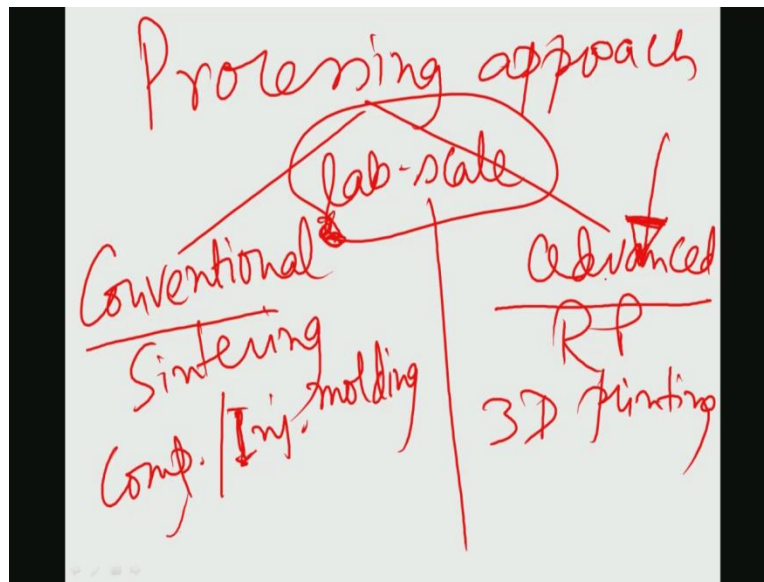 Processing approach
lab-scale
Conventional
Sintering
Comp./Inj. molding
advanced
RP
3D printing